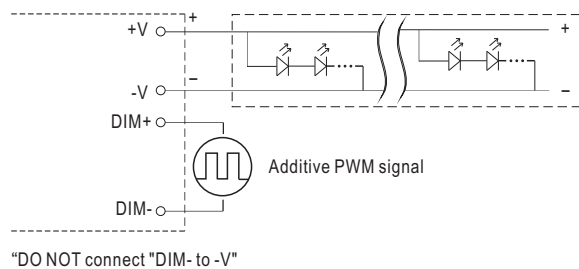 +V
+
+
-V
−
−
DIM+
Additive PWM signal
DIM-
“DO NOT connect "DIM- to -V"